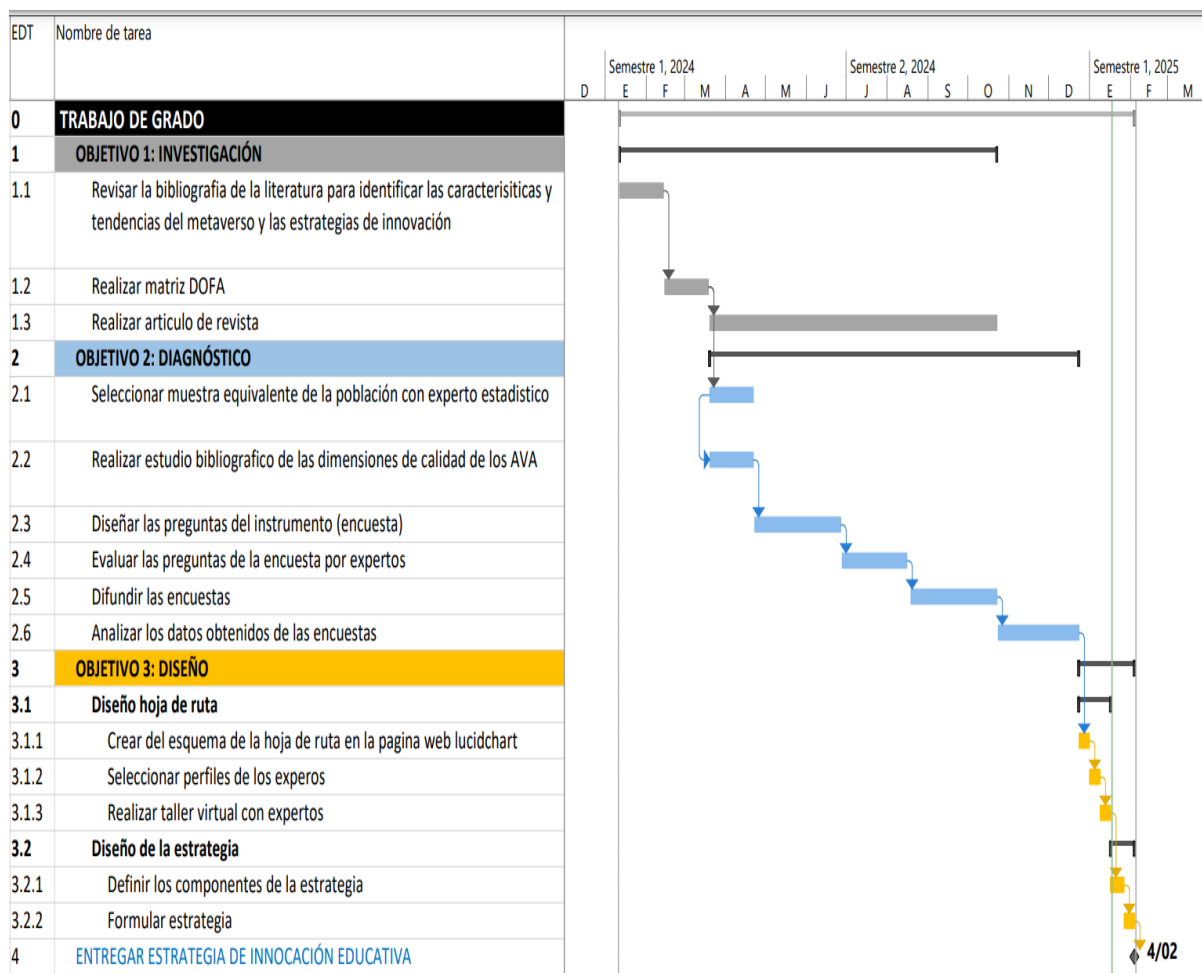 EDT Nombre de tarea
Semestre 1, 2024 Semestre 2, 2024 Semestre 1, 2025
D E F M A M J J A S O N D E F M
0 TRABAJO DE GRADO
1 OBJETIVO 1: INVESTIGACIÓN
1.1 Revisar la bibliografia de la literatura para identificar las caracterisiticas y
tendencias del metaverso y las estrategias de innovación
1.2 Realizar matriz DOFA
1.3 Realizar articulo de revista
2 OBJETIVO 2: DIAGNÓSTICO
2.1 Seleccionar muestra equivalente de la población con experto estadistico
2.2 Realizar estudio bibliografico de las dimensiones de calidad de los AVA
2.3 Diseñar las preguntas del instrumento (encuesta)
2.4 Evaluar las preguntas de la encuesta por expertos
2.5 Difundir las encuestas
2.6 Analizar los datos obtenidos de las encuestas
3 OBJETIVO 3: DISEÑO
3.1 Diseño hoja de ruta
3.1.1 Crear del esquema de la hoja de ruta en la pagina web lucidchart
3.1.2 Seleccionar perfiles de los experos
3.1.3 Realizar taller virtual con expertos
3.2 Diseño de la estrategia
3.2.1 Definir los componentes de la estrategia
3.2.2 Formular estrategia
4 ENTREGAR ESTRATEGIA DE INNOCACIÓN EDUCATIVA 4/02